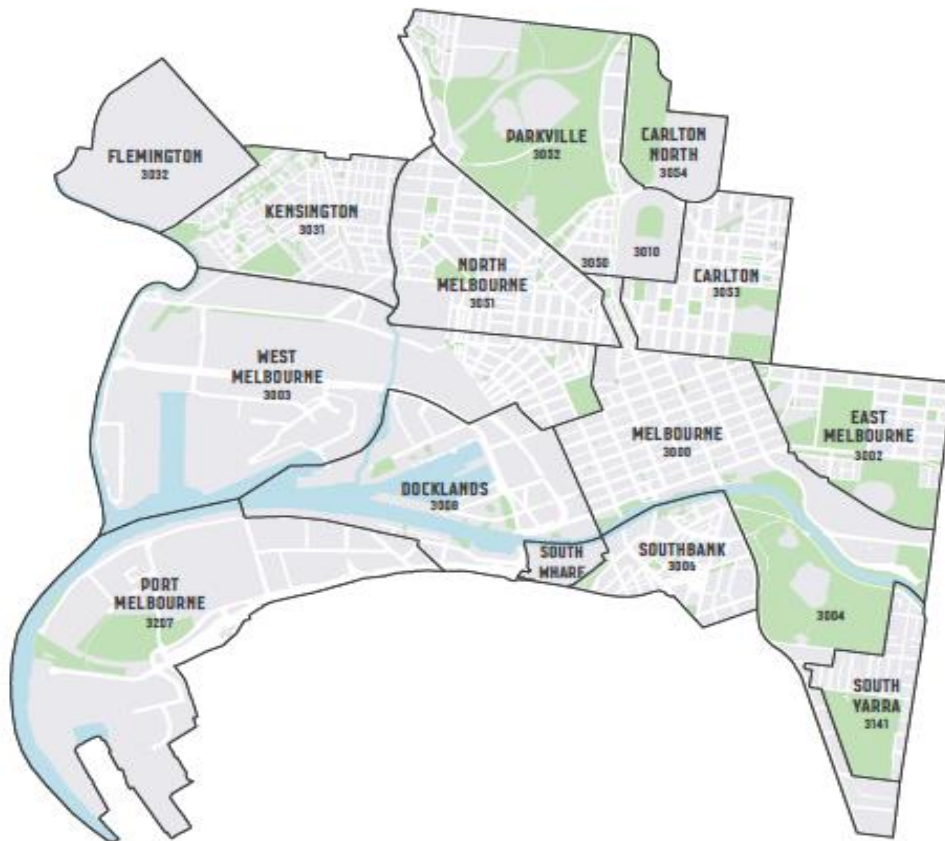 PARKVILLE
3052
CARLTON
NORTH
3054
FLEMINGTON
3032
KENSINGTON
3031
NORTH
MELBOURNE
3051
3050
3010
CARLTON
3053
WEST
MELBOURNE
3003
MELBOURNE
3000
EAST
MELBOURNE
3002
DOCKLANDS
3008
SOUTH
WHARF
SOUTHBANK
3006
PORT
MELBOURNE
3207
3004
SOUTH
YARRA
3141